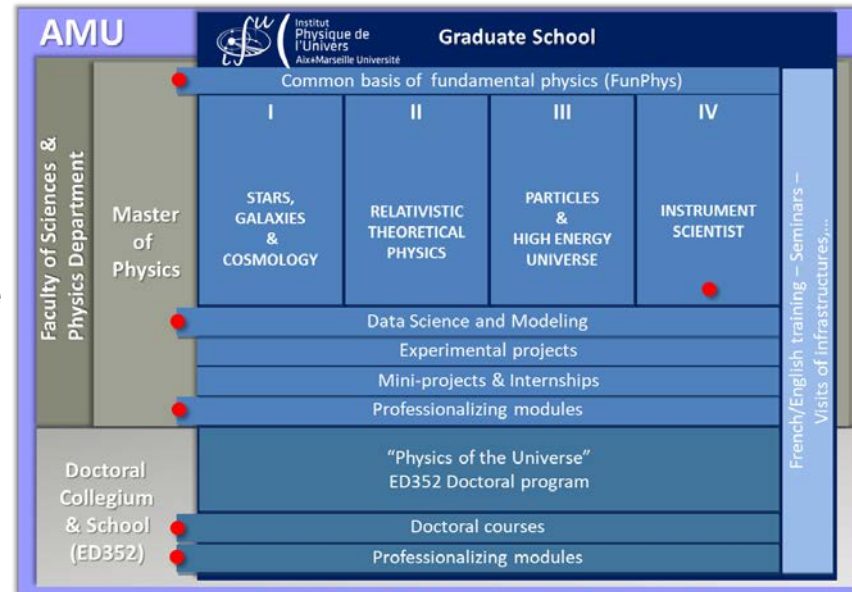 AMU
Institut
Physique de
l'Univers
Aix*Marseille Université
Graduate School
Faculty of Sciences &
Physics Department
Master
of
Physics
Common basis of fundamental physics (FunPhys)
I
STARS,
GALAXIES
&
COSMOLOGY
II
RELATIVISTIC
THEORETICAL
PHYSICS
III
PARTICLES
&
HIGH ENERGY
UNIVERSE
IV
INSTRUMENT
SCIENTIST
Data Science and Modeling
Experimental projects
Mini-projects & Internships
Professionalizing modules
French/English training – Seminars –
Visits of infrastructures,...
Doctoral
Collegium
& School
(ED352)
"Physics of the Universe"
ED352 Doctoral program
Doctoral courses
Professionalizing modules